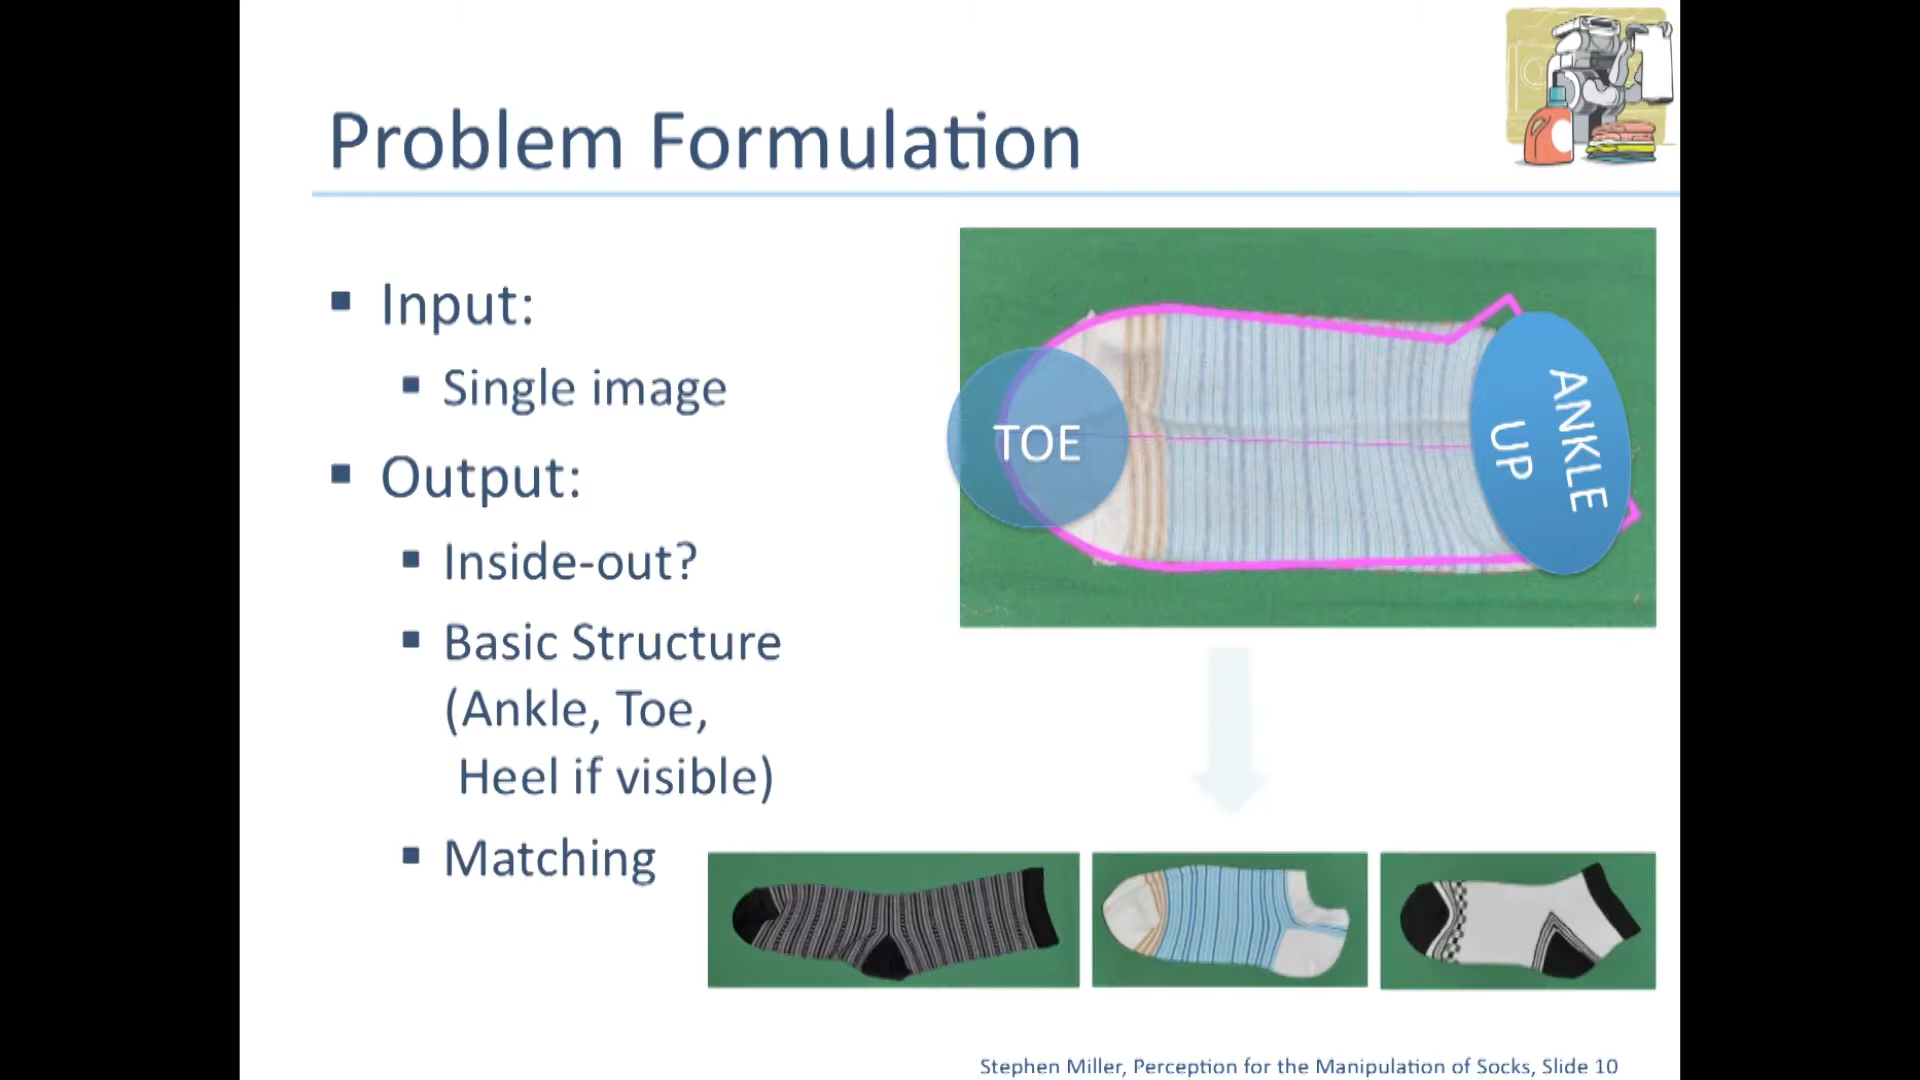 Problem Formulation
Input:
Single image
Output:
Inside-out?
Basic Structure
(Ankle, Toe,
Heel if visible)
Matching
TOE
ANKLE
UP
Stephen Miller, Perception for the Manipulation of Socks, Slide 10